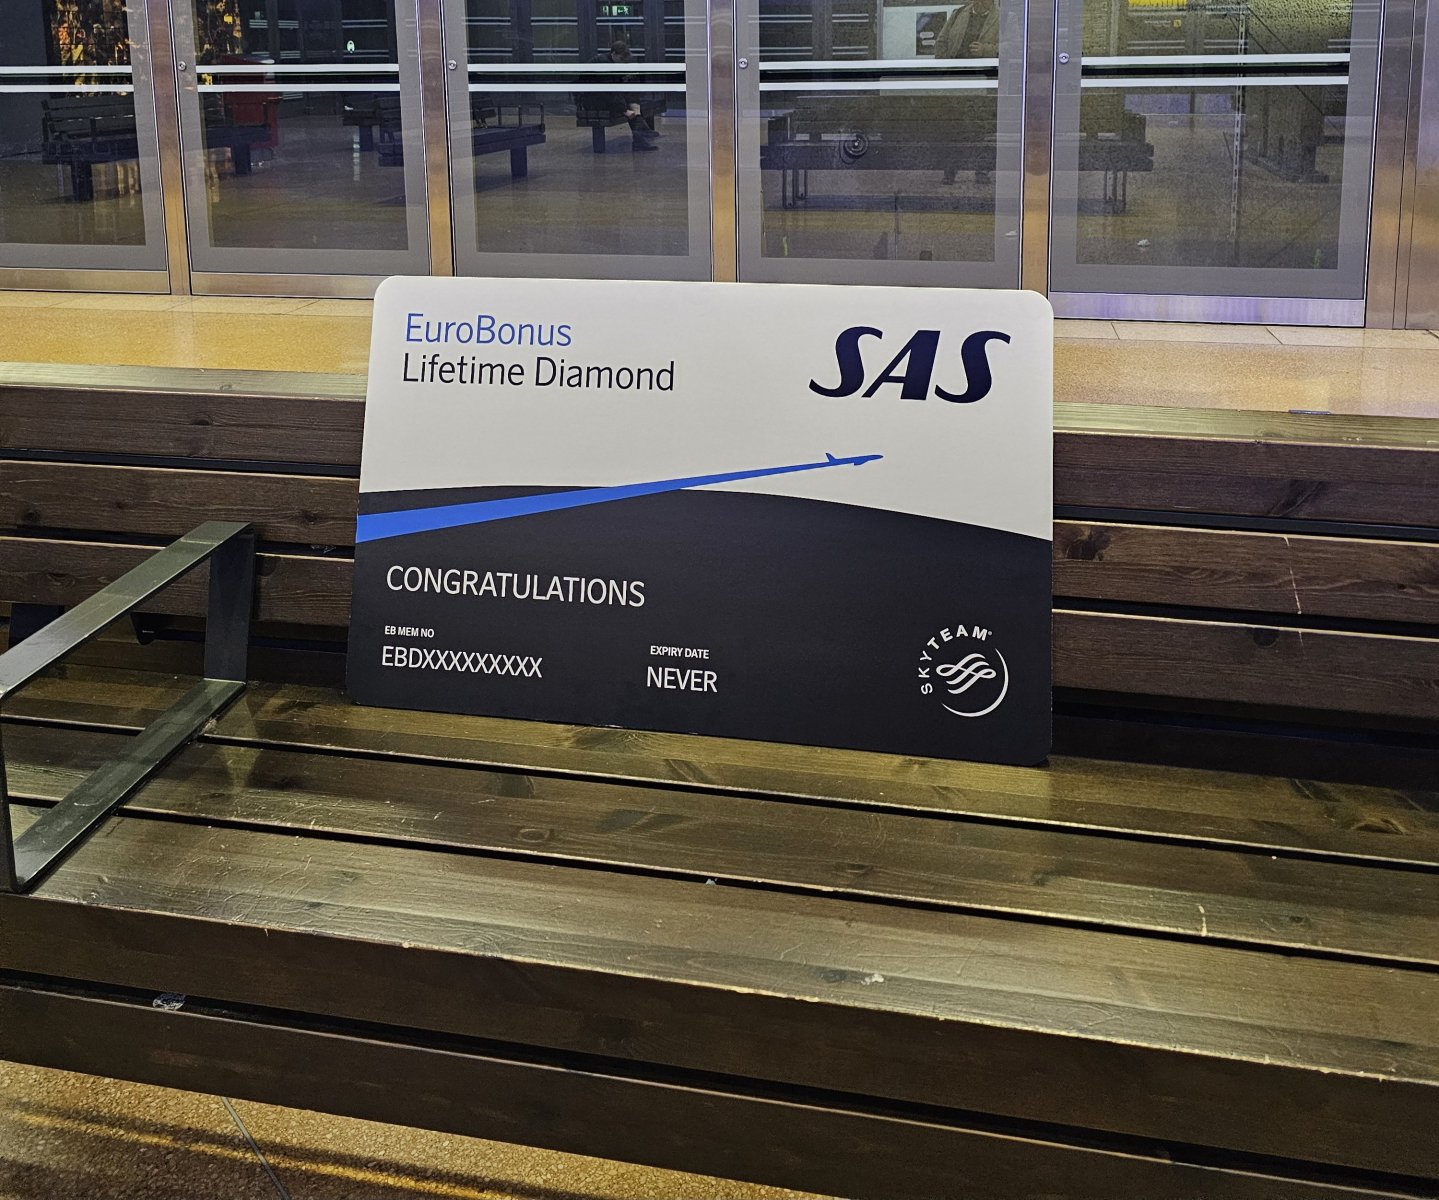 EuroBonus
Lifetime Diamond
SAS
CONGRATULATIONS
EB MEM NO
EBDXXXXXXXXX
EXPIRY DATE
NEVER
SKYTEAM